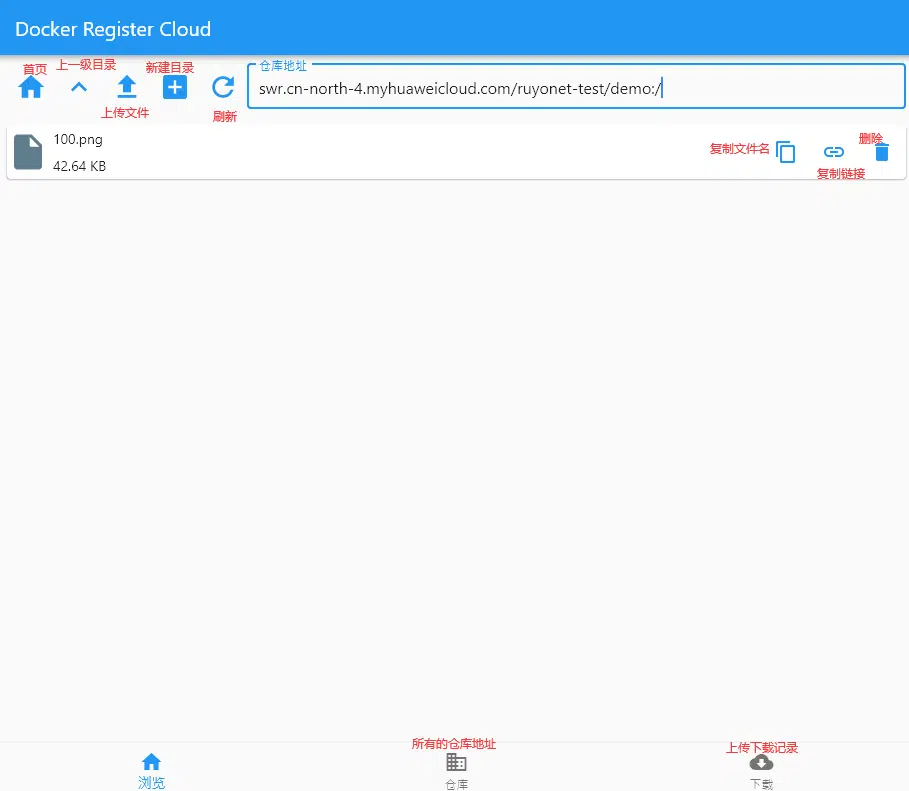 Docker Register Cloud
首页
上一级目录
新建目录
仓库地址
swr.cn-north-4.myhuaweicloud.com/ruyonet-test/demo:/
上传文件
刷新
100.png
42.64 KB
复制文件名
删除
复制链接
所有的仓库地址
上传下载记录
浏览
仓库
下载